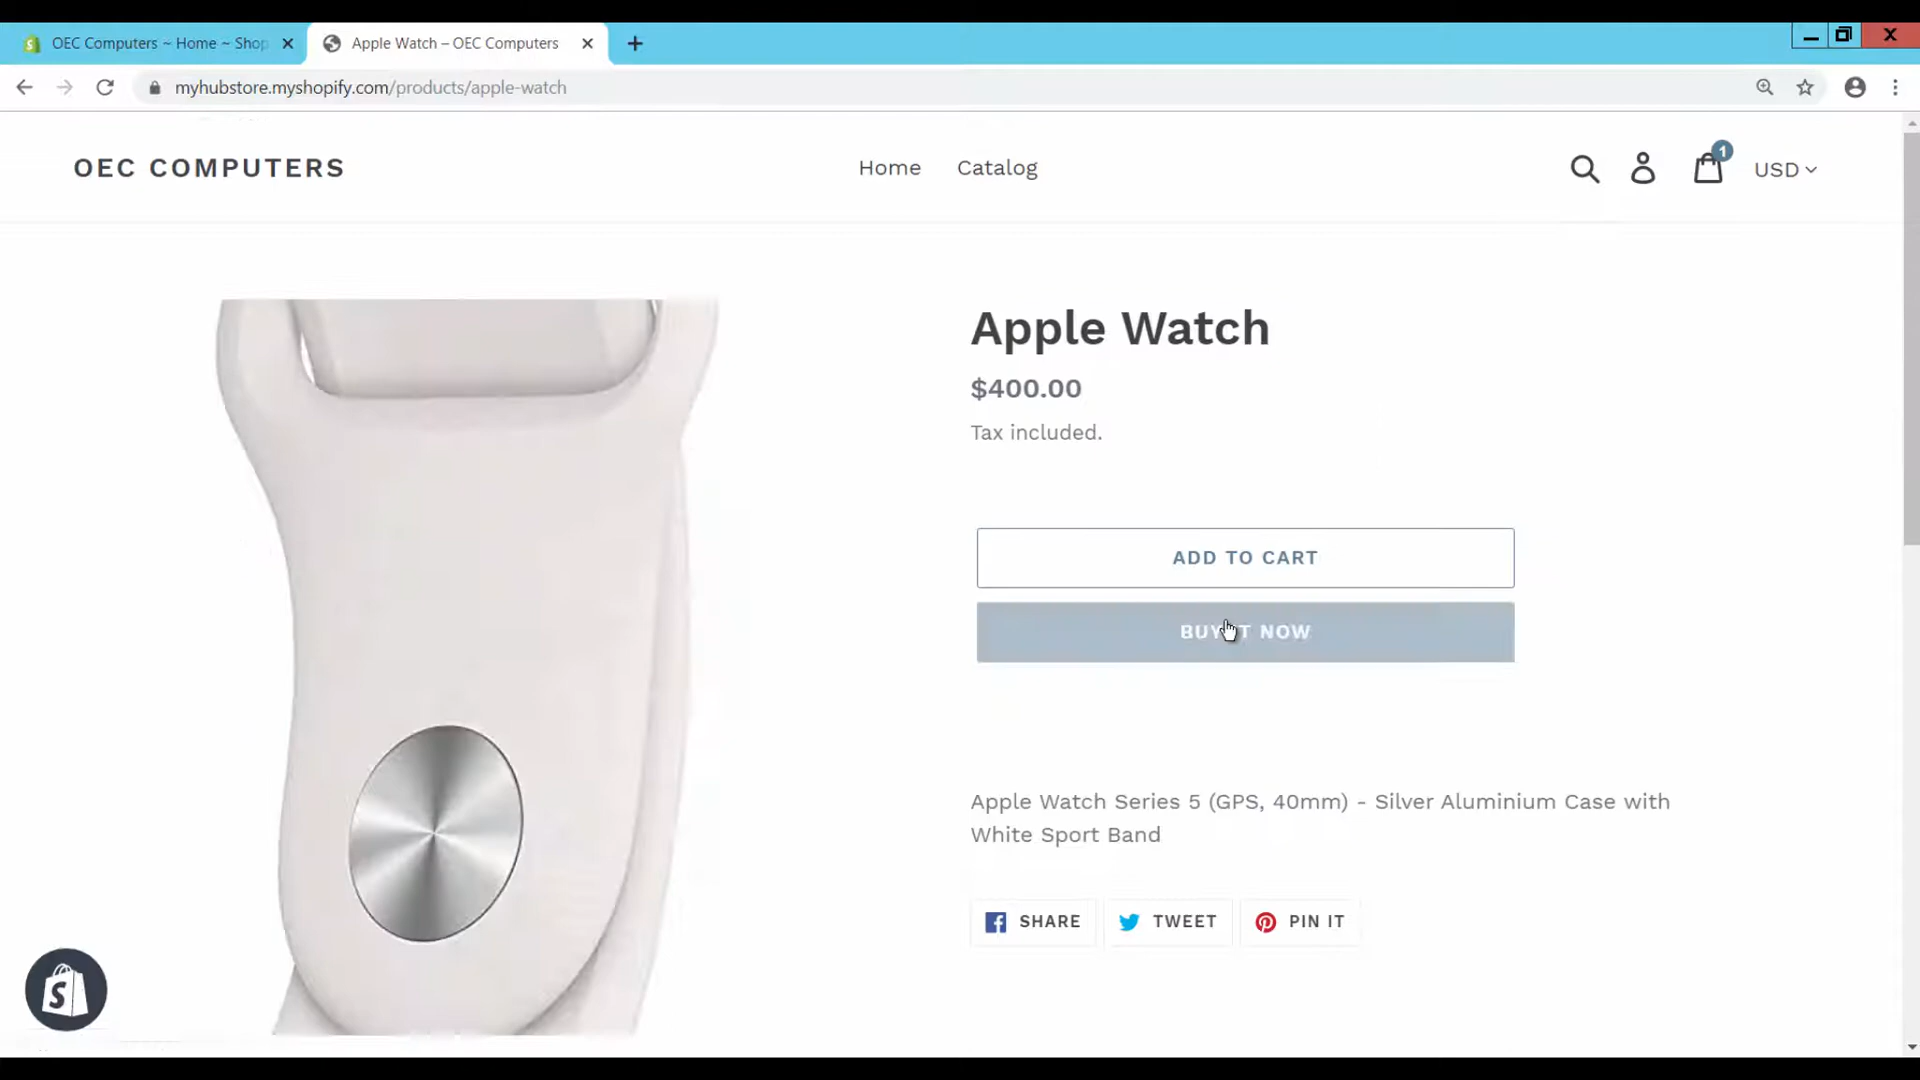 OEC Computers ~ Home ~ Shop
Apple Watch – OEC Computers
myhubstore.myshopify.com/products/apple-watch
OEC COMPUTERS
Home
Catalog
1
USD
Apple Watch
$400.00
Tax included.
ADD TO CART
BUY IT NOW
Apple Watch Series 5 (GPS, 40mm) - Silver Aluminium Case with
White Sport Band
SHARE
TWEET
PIN IT